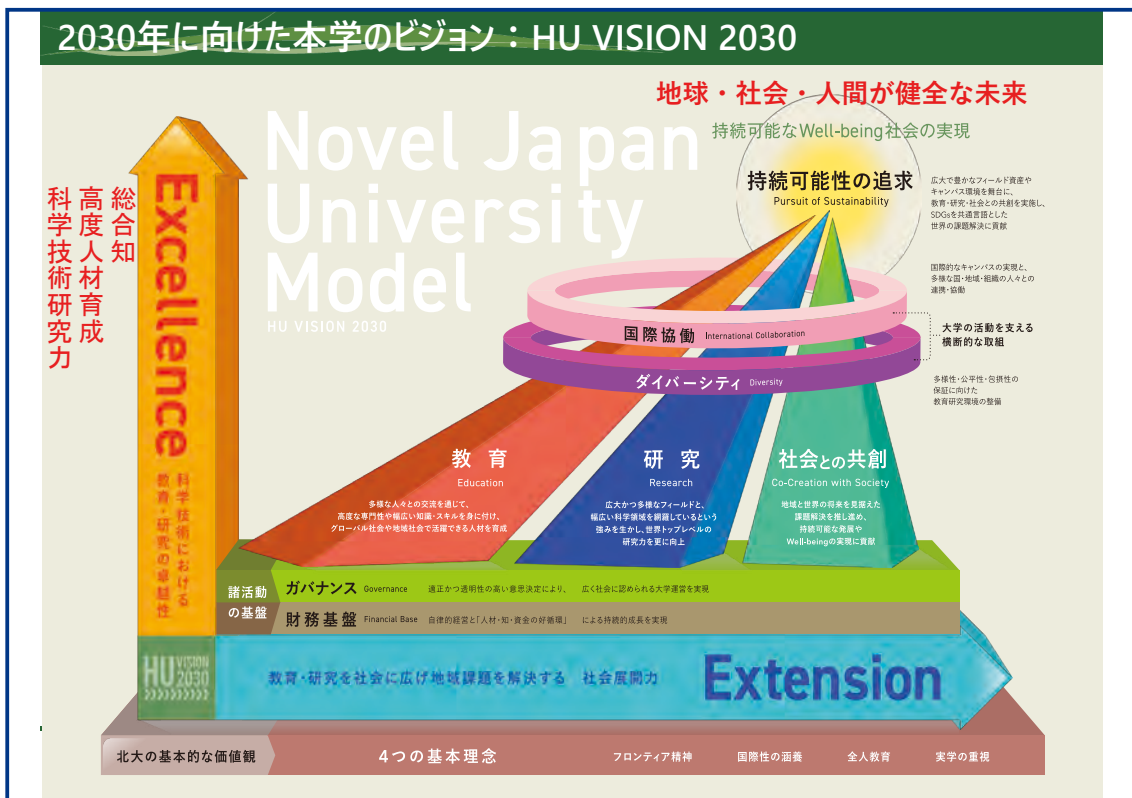 2030年に向けた本学のビジョン：HU VISION 2030
地球・社会・人間が健全な未来
持続可能なWell-being社会の実現
Novel Japan
University
Model
HU VISION 2030
総合知
高度人材育成
科学技術研究力
Excellence
科学技術における
教育・研究の卓越性
持続可能性の追求
Pursuit of Sustainability
広大で豊かなフィールド資産や
キャンパス環境を舞台に、
教育・研究・社会との共創を実施し、
SDGsを共通言語とした
世界の課題解決に貢献
国際的なキャンパスの実現と、
多様な国・地域・組織の人々との
連携・協働
国際協働 International Collaboration
大学の活動を支える
横断的な取組
ダイバーシティ Diversity
多様性・公平性・包摂性の
保証に向けた
教育研究環境の整備
教育
Education
多様な人々との交流を通じて、
高度な専門性や幅広い知識・スキルを身に付け、
グローバル社会や地域社会で活躍できる人材を育成
研究
Research
広大かつ多様なフィールドと、
幅広い科学領域を網羅しているという
強みを生かし、世界トップレベルの
研究力を更に向上
社会との共創
Co-Creation with Society
地域と世界の将来を見据えた
課題解決を推し進め、
持続可能な発展や
Well-beingの実現に貢献
諸活動
の基盤
ガバナンス Governance 適正かつ透明性の高い意思決定により、 広く社会に認められる大学運営を実現
財務基盤 Financial Base 自律的経営と「人材・知・資金の好循環」 による持続的成長を実現
HU VISION 2030
教育・研究を社会に広げ地域課題を解決する 社会展開力 Extension
北大の基本的な価値観 4つの基本理念 フロンティア精神 国際性の涵養 全人教育 実学の重視